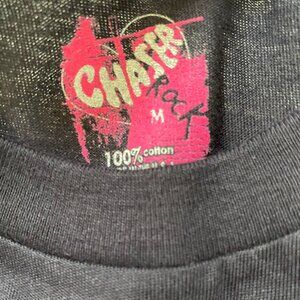 CHASER
ROCK
M
100% cotton